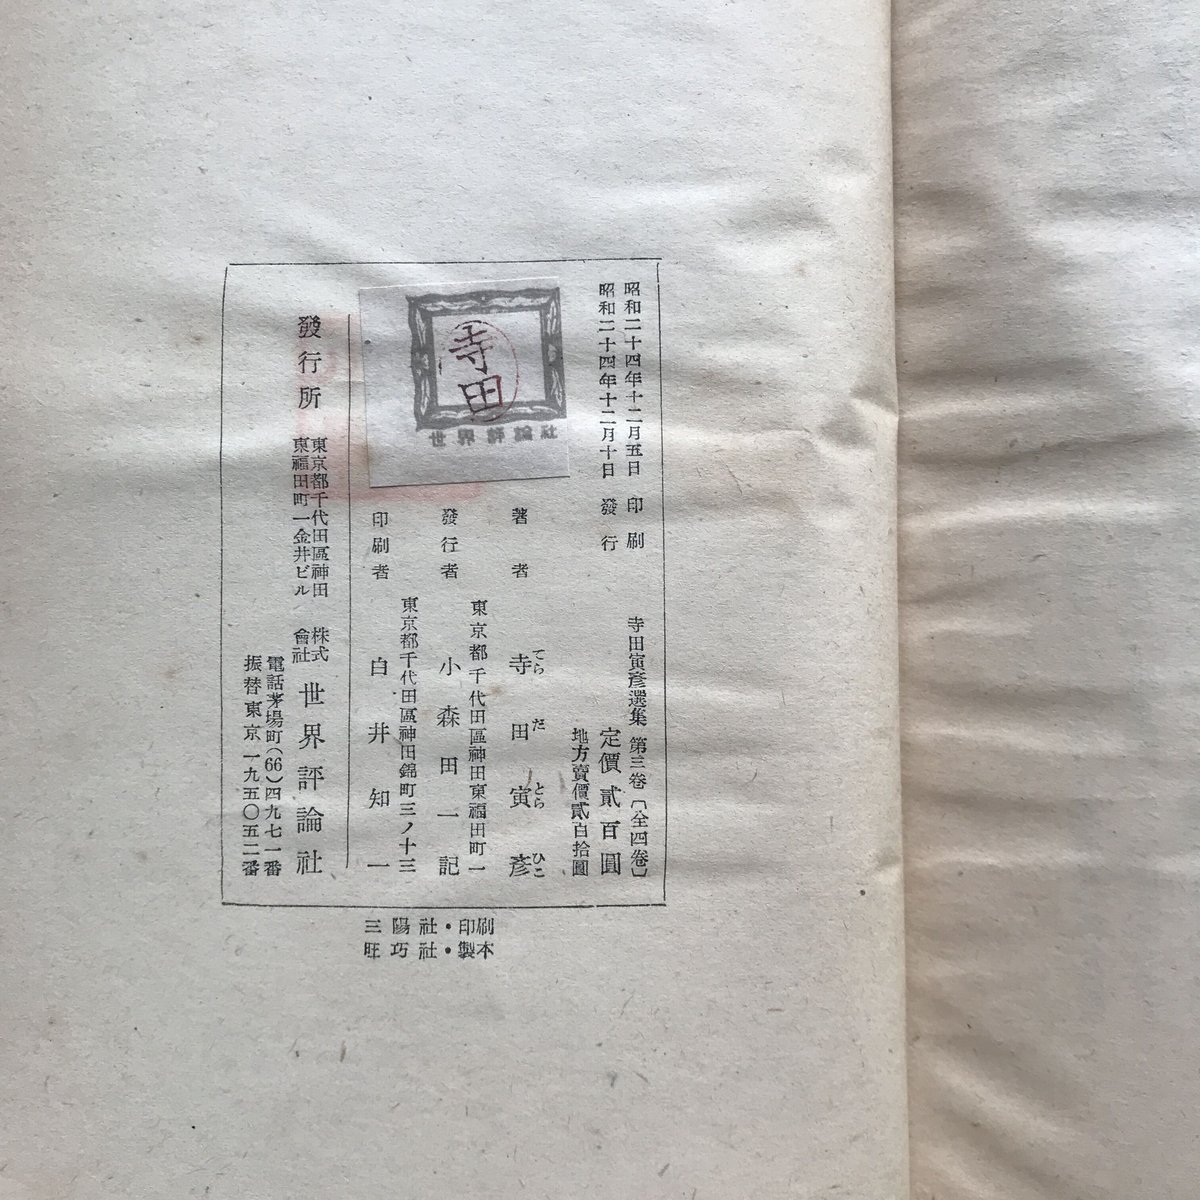 昭和二十四年十二月五日 印刷
昭和二十四年十二月十日 發行
寺田寅彥選集 第三卷〔全四卷〕
定價貳百圓
地方賣價貳百拾圓
寺田
世界評論社
著者 寺田寅彥
てらだとらひこ
東京都千代田區神田東福田町一
發行者 小森田一記
東京都千代田區神田錦町三ノ十三
印刷者 白井知一
發行所
東京都千代田區神田
東福田町一金井ビル
株式會社 世界評論社
電話茅場町(66)四九七一番
振替東京一九五〇五二番
三陽社・印刷
旺巧社・製本